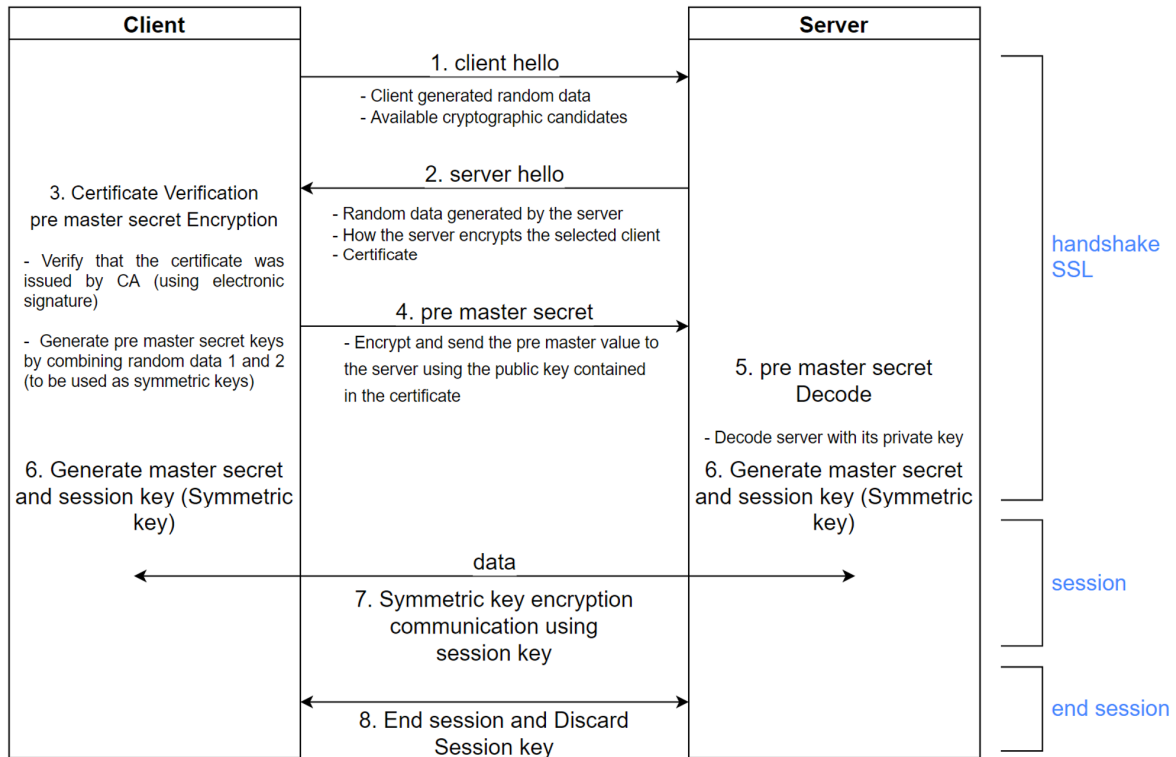 Client
Server
1. client hello
- Client generated random data
- Available cryptographic candidates
2. server hello
- Random data generated by the server
- How the server encrypts the selected client
- Certificate
3. Certificate Verification
pre master secret Encryption
- Verify that the certificate was
issued by CA (using electronic
signature)
- Generate pre master secret keys
by combining random data 1 and 2
(to be used as symmetric keys)
4. pre master secret
- Encrypt and send the pre master value to
the server using the public key contained
in the certificate
5. pre master secret
Decode
- Decode server with its private key
6. Generate master secret
and session key (Symmetric
key)
6. Generate master secret
and session key (Symmetric
key)
handshake
SSL
data
7. Symmetric key encryption
communication using
session key
session
8. End session and Discard
Session key
end session